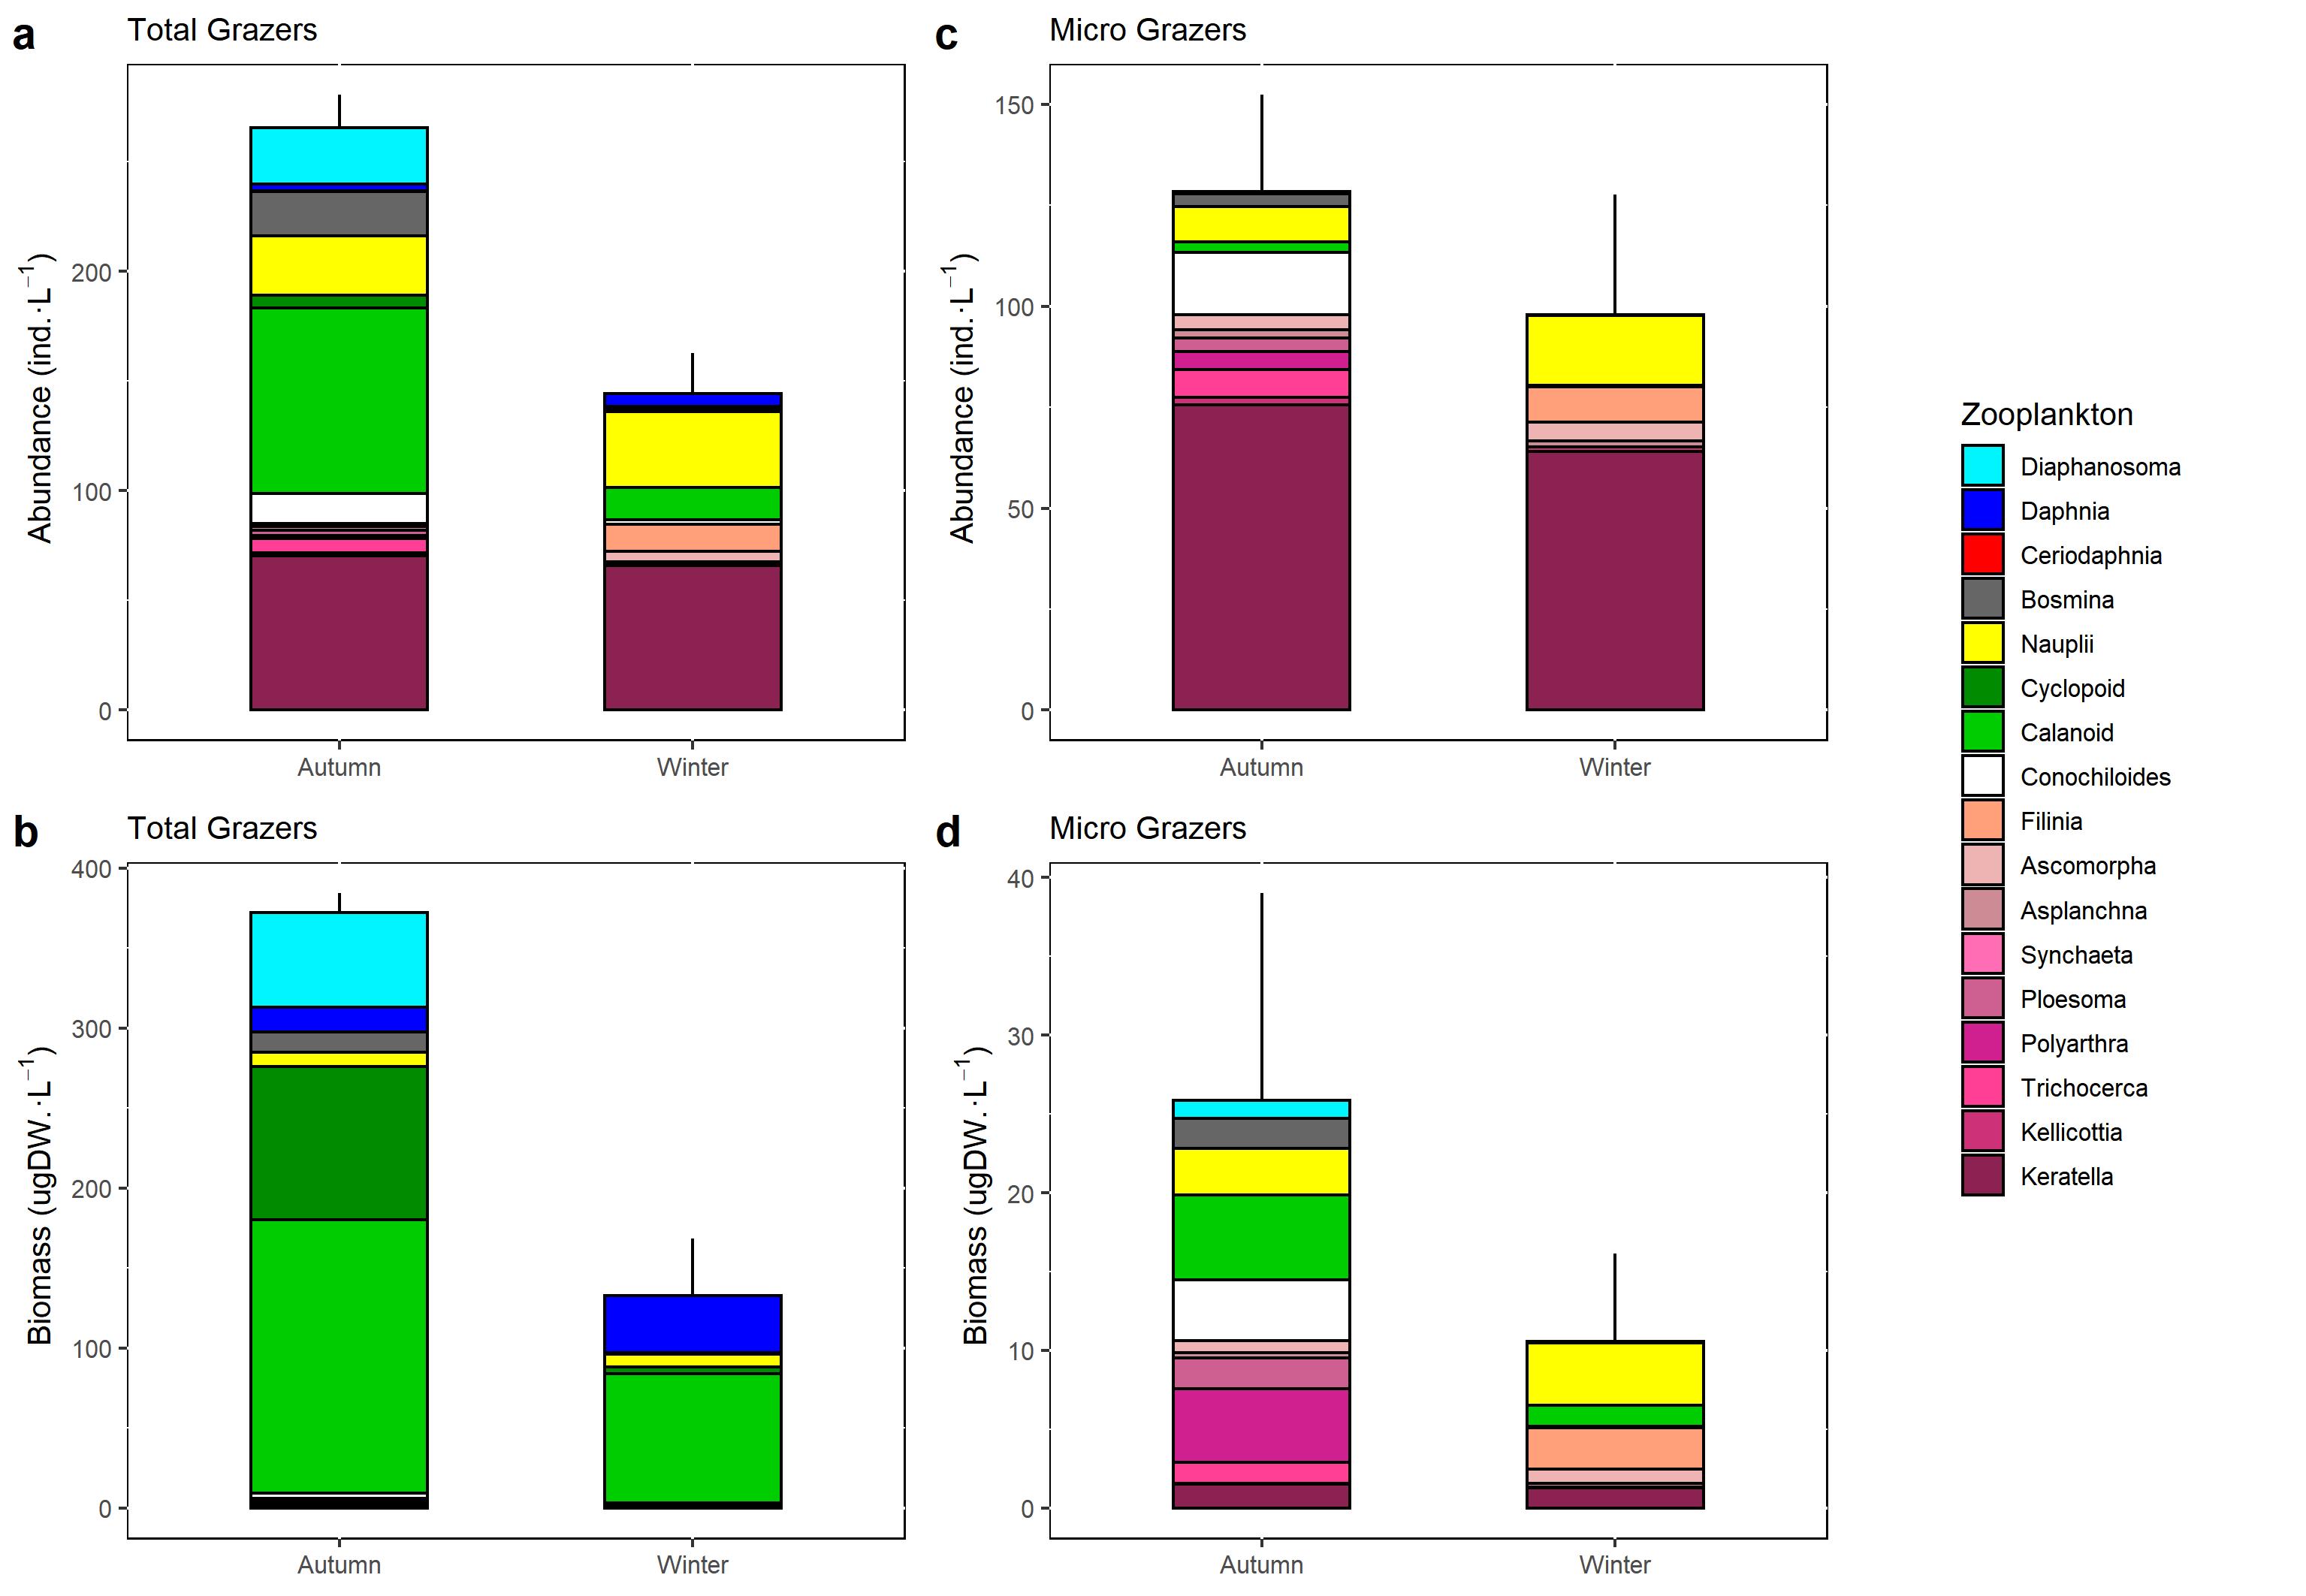 a
Total Grazers
Abundance (ind.·L⁻¹)
200
100
0
Autumn
Winter
c
Micro Grazers
Abundance (ind.·L⁻¹)
150
100
50
0
Autumn
Winter
b
Total Grazers
Biomass (ugDW.·L⁻¹)
400
300
200
100
0
Autumn
Winter
d
Micro Grazers
Biomass (ugDW.·L⁻¹)
40
30
20
10
0
Autumn
Winter
Zooplankton
Diaphanosoma
Daphnia
Ceriodaphnia
Bosmina
Nauplii
Cyclopoid
Calanoid
Conochiloides
Filinia
Ascomorpha
Asplanchna
Synchaeta
Ploesoma
Polyarthra
Trichocerca
Kellicottia
Keratella